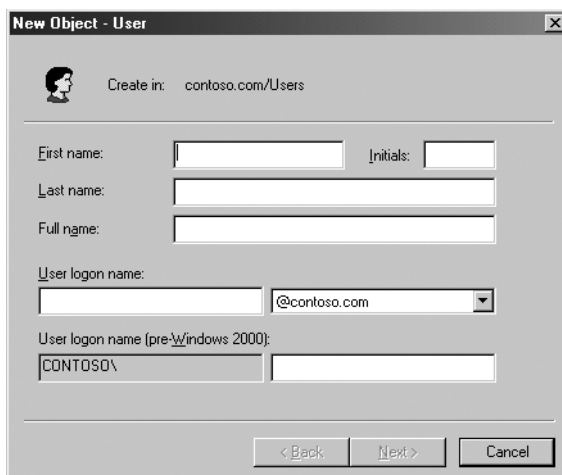 New Object - User
Create in: contoso.com/Users
First name: Initials:
Last name:
Full name:
User logon name:
@contoso.com
User logon name (pre-Windows 2000):
CONTOSO\
< Back Next > Cancel